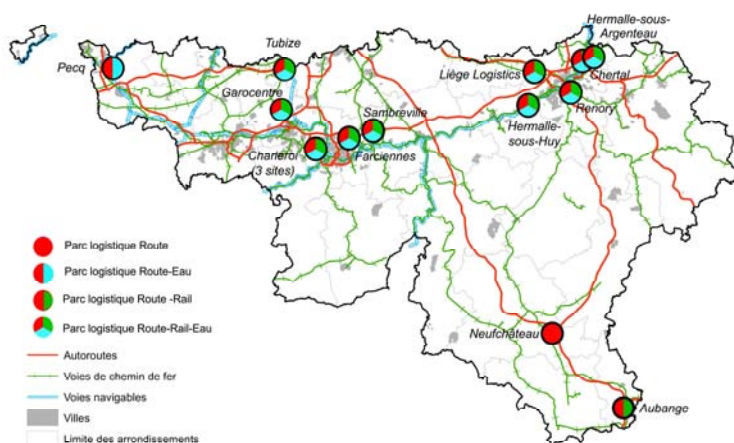 Hermalle-sous-
Argenteau
Tubize
Pecq
Liège Logistics
Chertal
Garocentre
Sambreville
Renory
Hermalle-
sous-Huy
Charleroi
(3 sites)
Farciennes
Parc logistique Route
Parc logistique Route-Eau
Parc logistique Route -Rail
Parc logistique Route-Rail-Eau
Neufchâteau
Autoroutes
Voies de chemin de fer
Voies navigables
Aubange
Villes
Limite des arrondissements